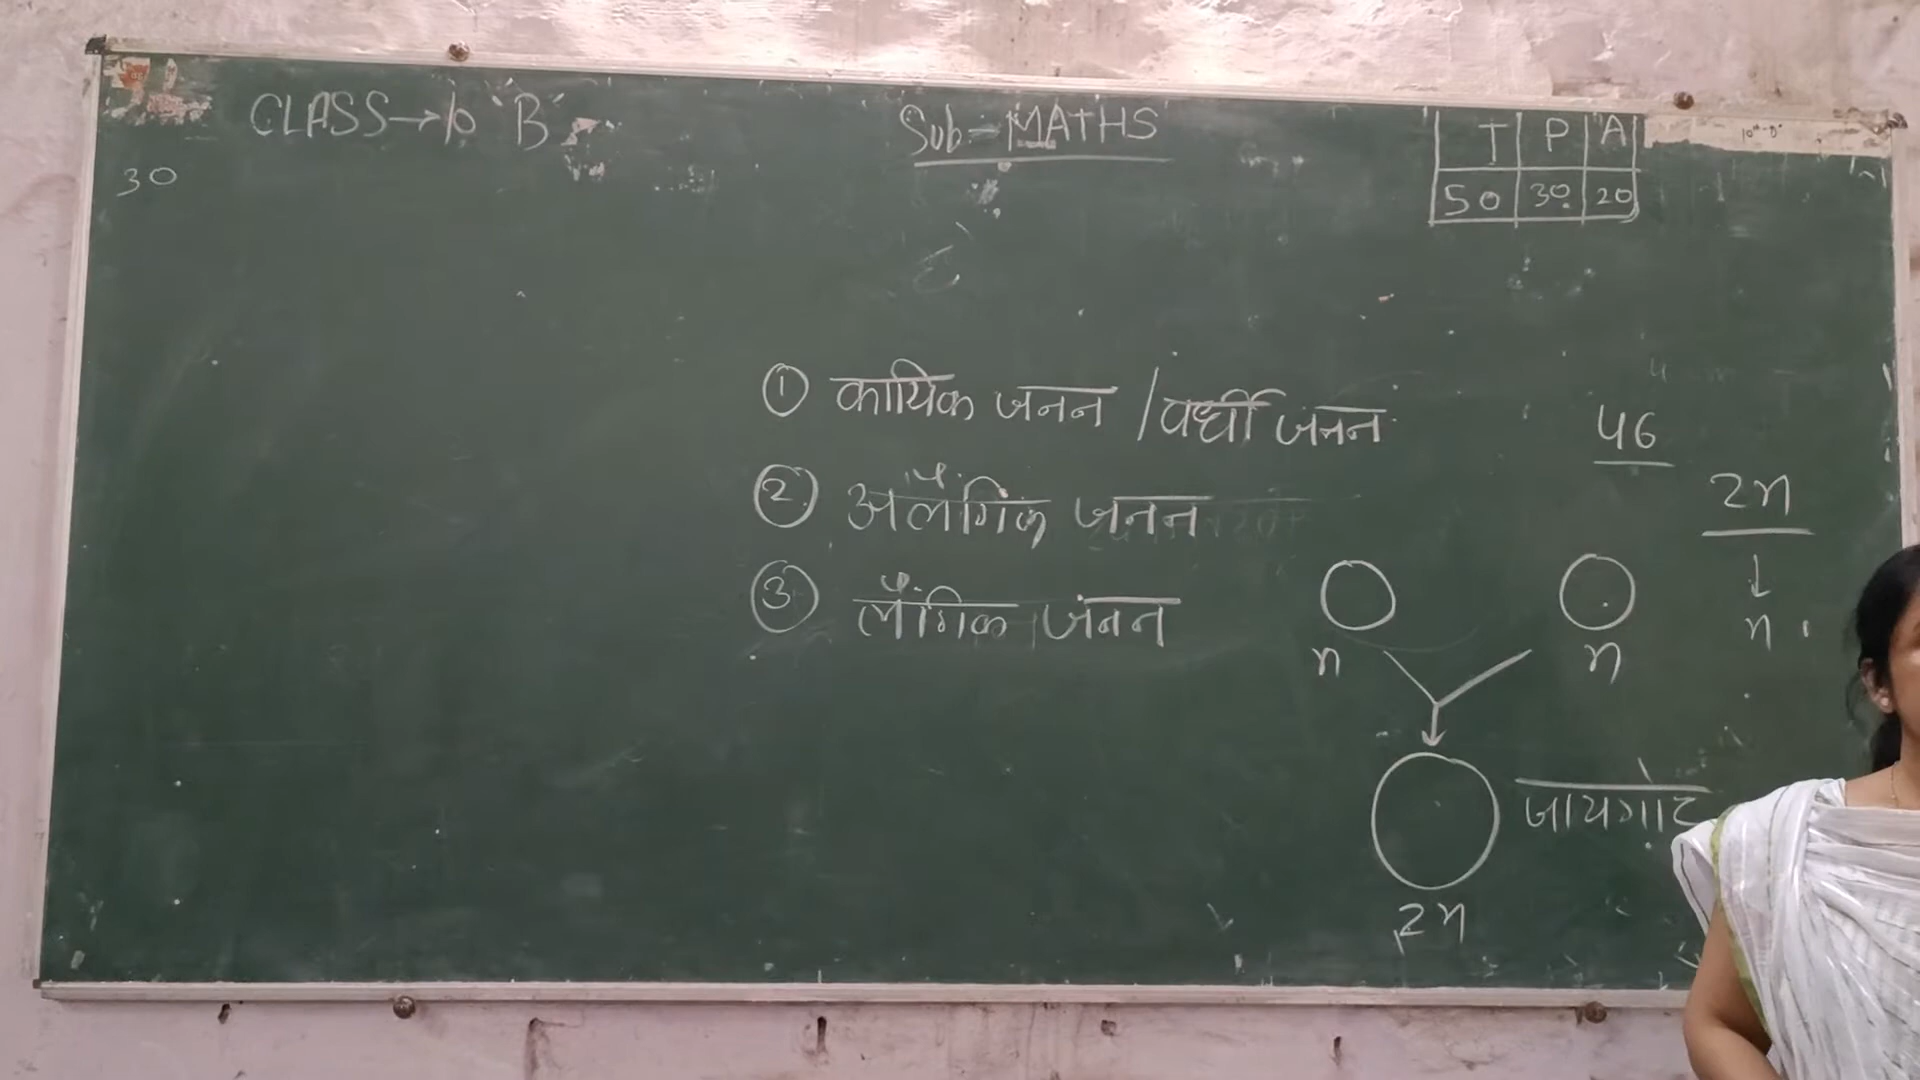 CLASS→10 "B"
Sub-MATHS
T P A
50 30 20
10th-B
30
① कायिक जनन / वर्धी जनन
② अलैंगिक जनन
③ लैंगिक जनन
46
2n
↓
n
n n
जायगोट
2n